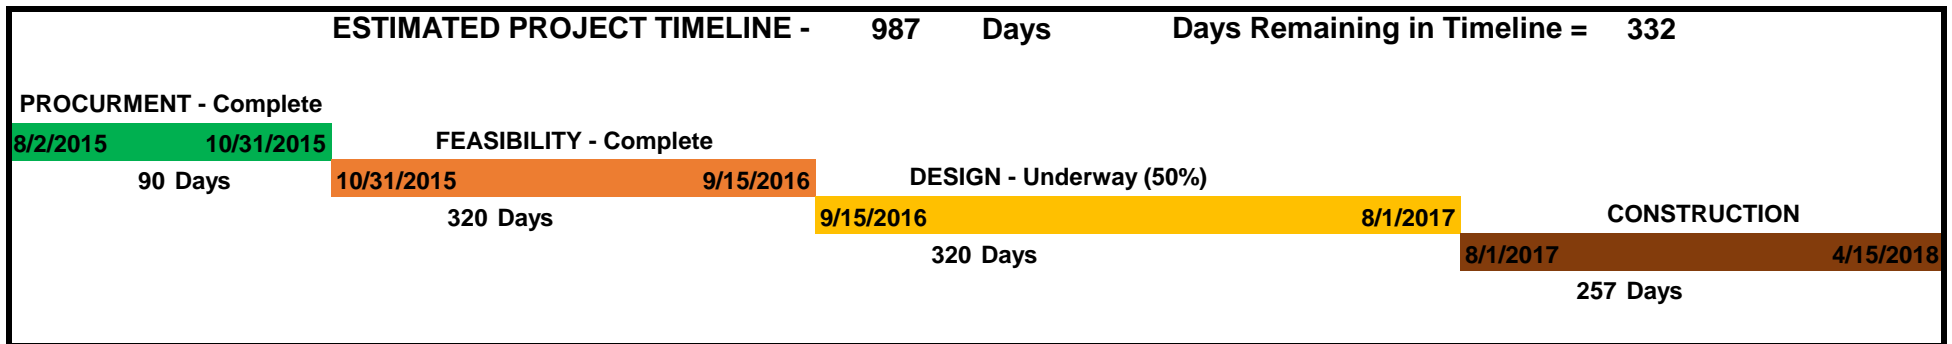 ESTIMATED PROJECT TIMELINE - 987 Days Days Remaining in Timeline = 332
PROCURMENT - Complete
8/2/2015 10/31/2015 FEASIBILITY - Complete
90 Days 10/31/2015 9/15/2016 DESIGN - Underway (50%)
320 Days 9/15/2016 8/1/2017 CONSTRUCTION
320 Days 8/1/2017 4/15/2018
257 Days